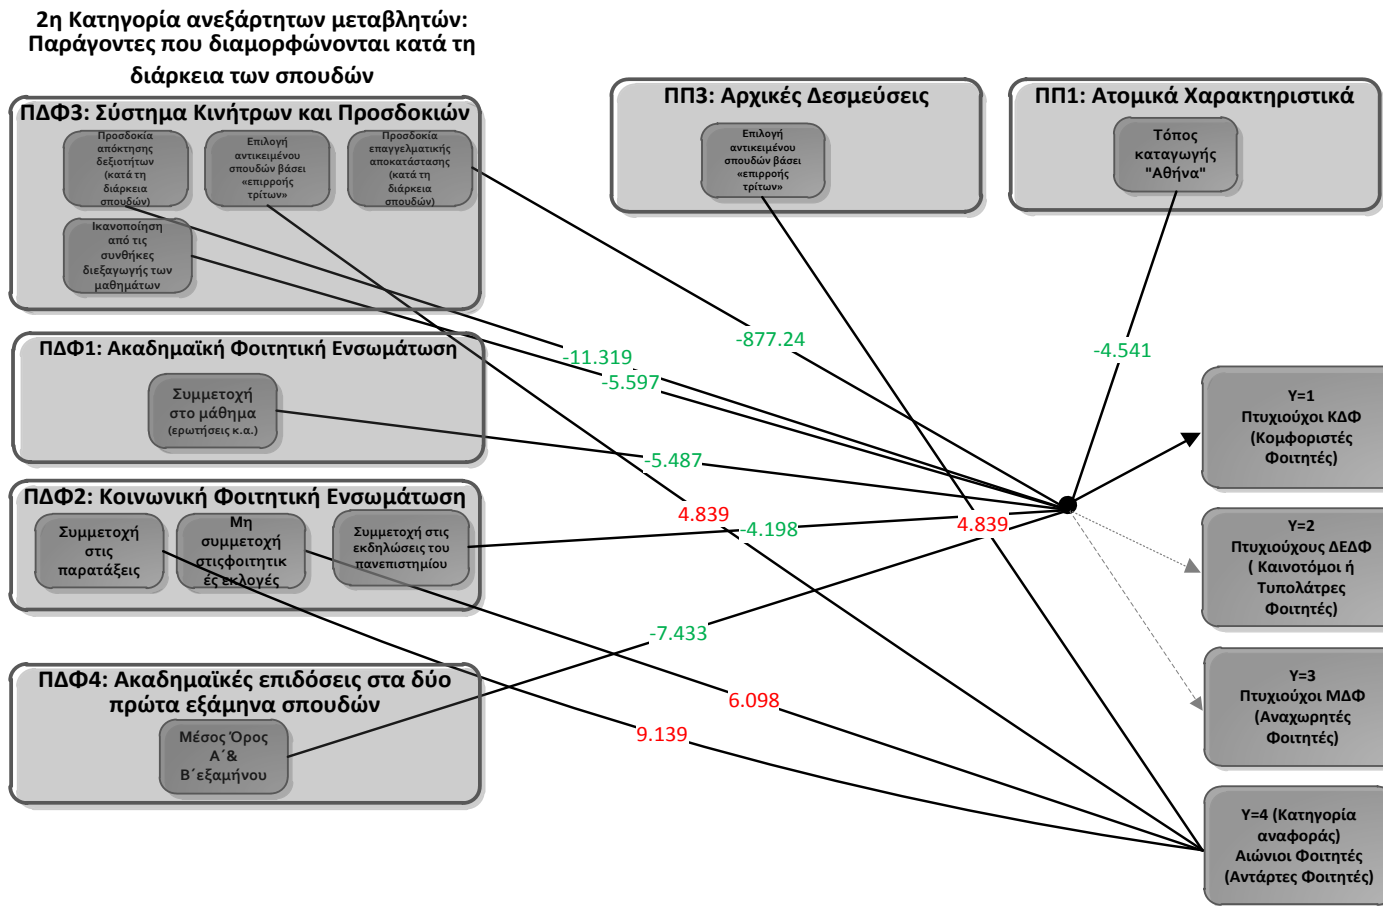 2η Κατηγορία ανεξάρτητων μεταβλητών:
Παράγοντες που διαμορφώνονται κατά τη
διάρκεια των σπουδών
ΠΔΦ3: Σύστημα Κινήτρων και Προσδοκιών
Προσδοκία
απόκτησης
δεξιοτήτων
(κατά τη
διάρκεια
σπουδών)
Επιλογή
αντικειμένου
σπουδών βάσει
«επιρροής
τρίτων»
Προσδοκία
επαγγελματικής
αποκατάστασης
(κατά τη
διάρκεια
σπουδών)
Ικανοποίηση
από τις
συνθήκες
διεξαγωγής των
μαθημάτων
ΠΠ3: Αρχικές Δεσμεύσεις
Επιλογή
αντικειμένου
σπουδών βάσει
«επιρροής
τρίτων»
ΠΠ1: Ατομικά Χαρακτηριστικά
Τόπος
καταγωγής
"Αθήνα"
ΠΔΦ1: Ακαδημαϊκή Φοιτητική Ενσωμάτωση
Συμμετοχή
στο μάθημα
(ερωτήσεις κ.α.)
ΠΔΦ2: Κοινωνική Φοιτητική Ενσωμάτωση
Συμμετοχή
στις
παρατάξεις
Μη
συμμετοχή
στιςφοιτητικ
ές εκλογές
Συμμετοχή στις
εκδηλώσεις του
πανεπιστημίου
ΠΔΦ4: Ακαδημαϊκές επιδόσεις στα δύο
πρώτα εξάμηνα σπουδών
Μέσος Όρος
Α΄&
Β΄εξαμήνου
-877.24
-11.319
-5.597
-4.541
-5.487
4.839
-4.198
4.839
-7.433
6.098
9.139
Υ=1
Πτυχιούχοι ΚΔΦ
(Κομφοριστές
Φοιτητές)
Υ=2
Πτυχιούχους ΔΕΔΦ
( Καινοτόμοι ή
Τυπολάτρες
Φοιτητές)
Υ=3
Πτυχιούχοι ΜΔΦ
(Αναχωρητές
Φοιτητές)
Υ=4 (Κατηγορία
αναφοράς)
Αιώνιοι Φοιτητές
(Αντάρτες Φοιτητές)